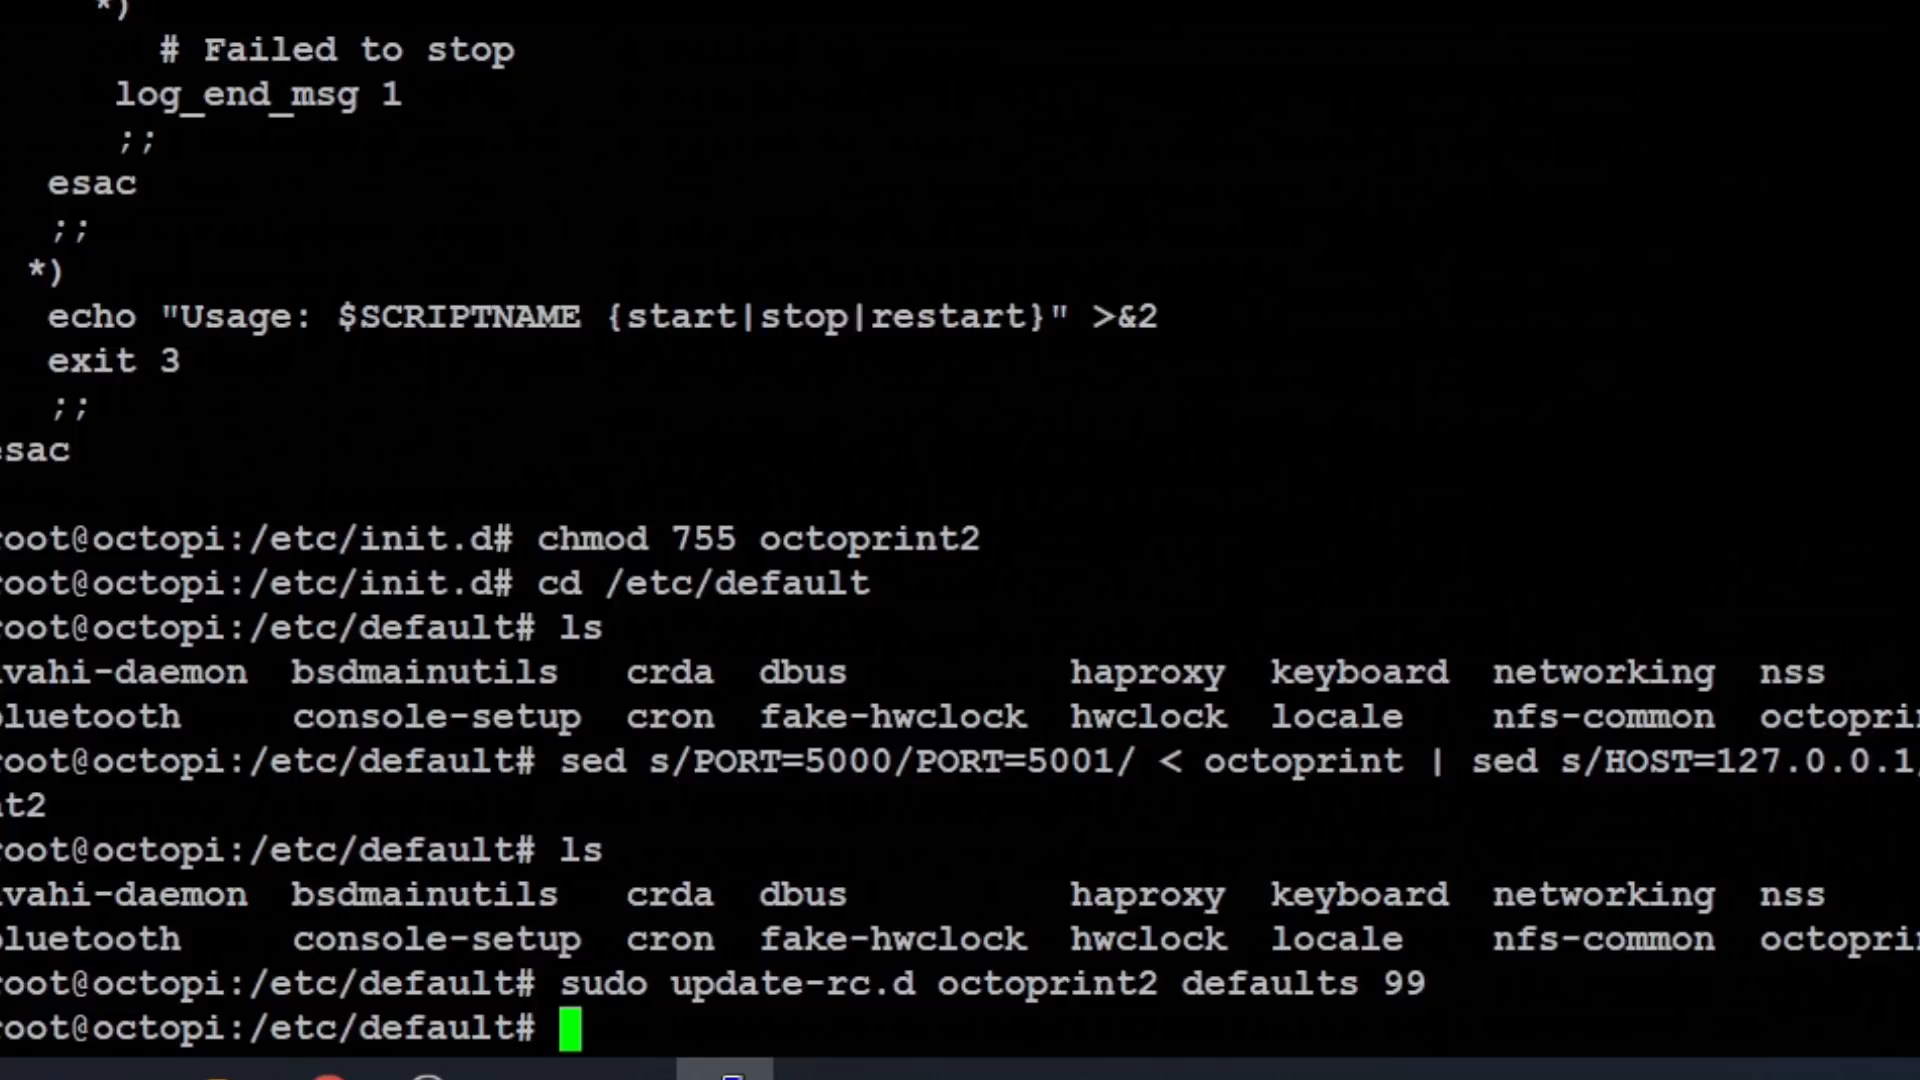 *)
# Failed to stop
log_end_msg 1
;;
esac
;;
*)
echo "Usage: $SCRIPTNAME {start|stop|restart}" >&2
exit 3
;;
esac
root@octopi:/etc/init.d# chmod 755 octoprint2
root@octopi:/etc/init.d# cd /etc/default
root@octopi:/etc/default# ls
vahi-daemon bsdmainutils crda dbus haproxy keyboard networking nss
luetooth console-setup cron fake-hwclock hwclock locale nfs-common octoprin
root@octopi:/etc/default# sed s/PORT=5000/PORT=5001/ < octoprint | sed s/HOST=127.0.0.1/
nt2
root@octopi:/etc/default# ls
vahi-daemon bsdmainutils crda dbus haproxy keyboard networking nss
luetooth console-setup cron fake-hwclock hwclock locale nfs-common octoprin
root@octopi:/etc/default# sudo update-rc.d octoprint2 defaults 99
root@octopi:/etc/default#